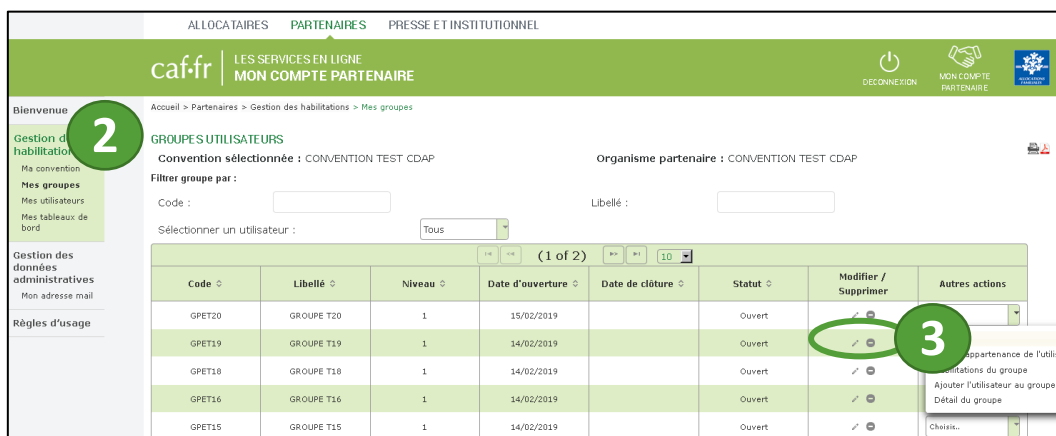 ALLOCATAIRES PARTENAIRES PRESSE ET INSTITUTIONNEL
caf.fr LES SERVICES EN LIGNE
MON COMPTE PARTENAIRE
DECONNEXION
MON COMPTE
PARTENAIRE
ALLOCATIONS
FAMILIALES
Bienvenue
Gestion
habilitation
Ma convention
Mes groupes
Mes utilisateurs
Mes tableaux de
bord
Gestion des
données
administratives
Mon adresse mail
Règles d'usage
2
Accueil > Partenaires > Gestion des habilitations > Mes groupes
GROUPES UTILISATEURS
Convention sélectionnée : CONVENTION TEST CDAP Organisme partenaire : CONVENTION TEST CDAP
Filtrer groupe par :
Code : Libellé :
Sélectionner un utilisateur : Tous
(1 of 2) 10
Code Libellé Niveau Date d'ouverture Date de clôture Statut Modifier / Supprimer Autres actions
GPET20 GROUPE T20 1 15/02/2019 Ouvert
GPET19 GROUPE T19 1 14/02/2019 Ouvert
GPET18 GROUPE T18 1 14/02/2019 Ouvert
GPET16 GROUPE T16 1 14/02/2019 Ouvert
GPET15 GROUPE T15 1 14/02/2019 Ouvert Choisir..
3
appartenance de l'utilis
du groupe
Ajouter l'utilisateur au groupe
Détail du groupe